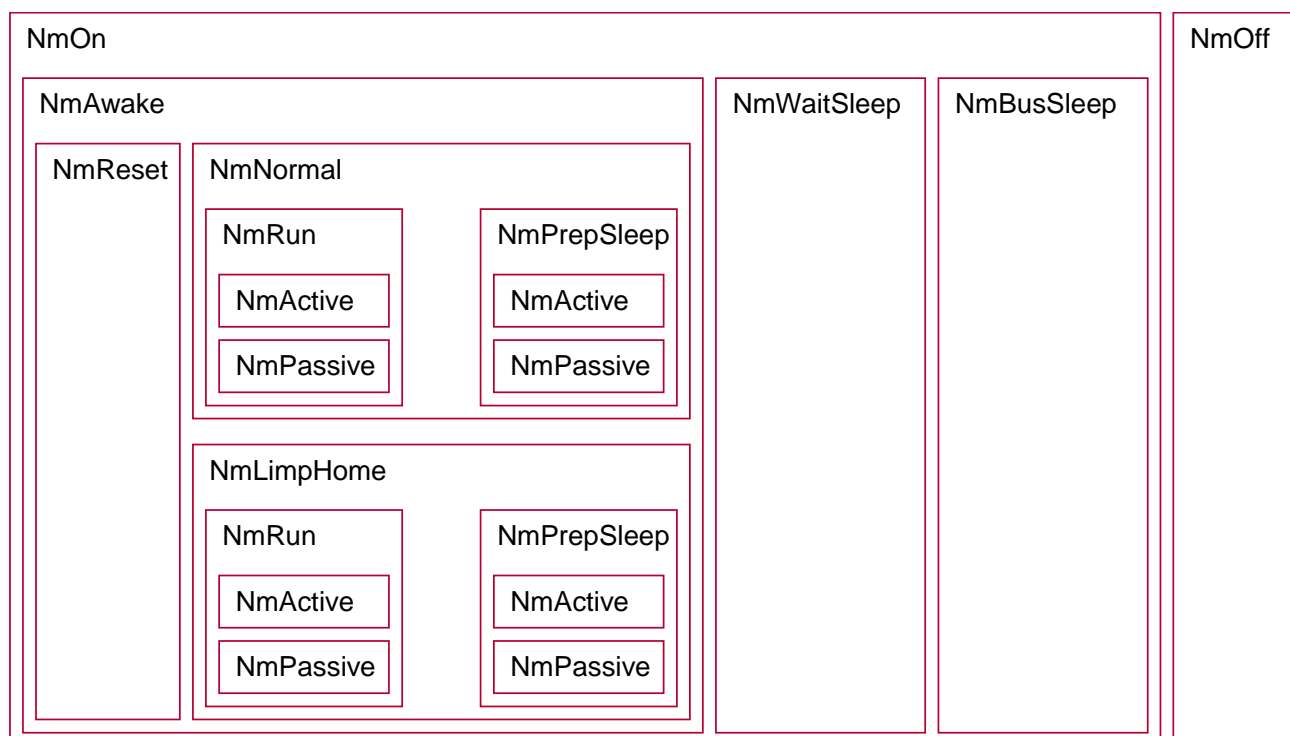 NmOn
NmOff
NmAwake
NmWaitSleep
NmBusSleep
NmReset
NmNormal
NmRun
NmPrepSleep
NmActive
NmActive
NmPassive
NmPassive
NmLimpHome
NmRun
NmPrepSleep
NmActive
NmActive
NmPassive
NmPassive